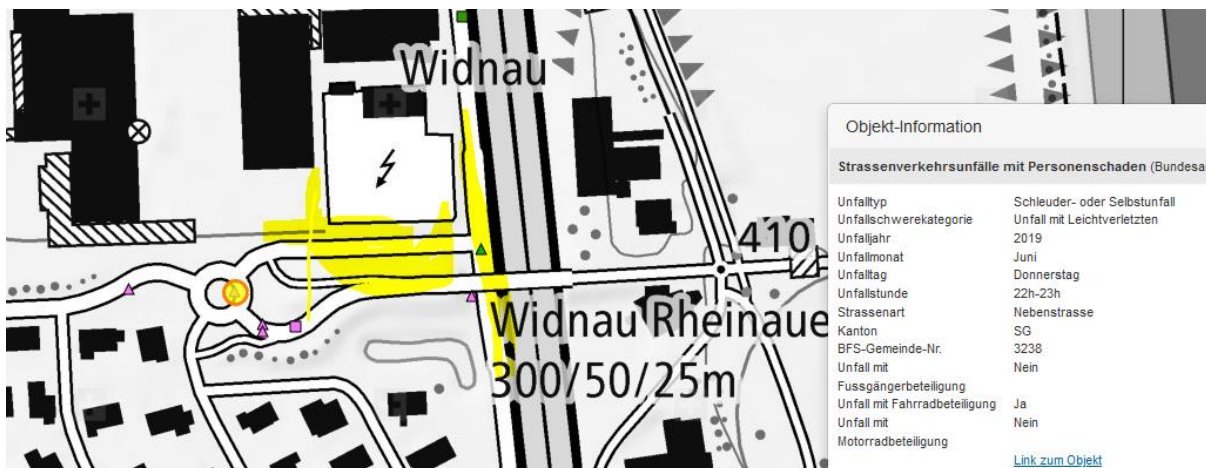 Widnau
410
Widnau Rheinaue
300/50/25m
Objekt-Information
Strassenverkehrsunfälle mit Personenschaden (Bundesa
Unfalltyp Schleuder- oder Selbstunfall
Unfallschwerekategorie Unfall mit Leichtverletzten
Unfalljahr 2019
Unfallmonat Juni
Unfalltag Donnerstag
Unfallstunde 22h-23h
Strassenart Nebenstrasse
Kanton SG
BFS-Gemeinde-Nr. 3238
Unfall mit Nein
Fussgängerbeteiligung
Unfall mit Fahrradbeteiligung Ja
Unfall mit Nein
Motorradbeteiligung
Link zum Objekt